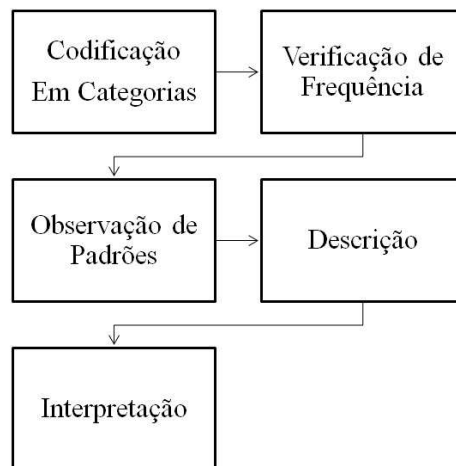 Codificação
Em Categorias
Verificação de
Frequência
Observação de
Padrões
Descrição
Interpretação